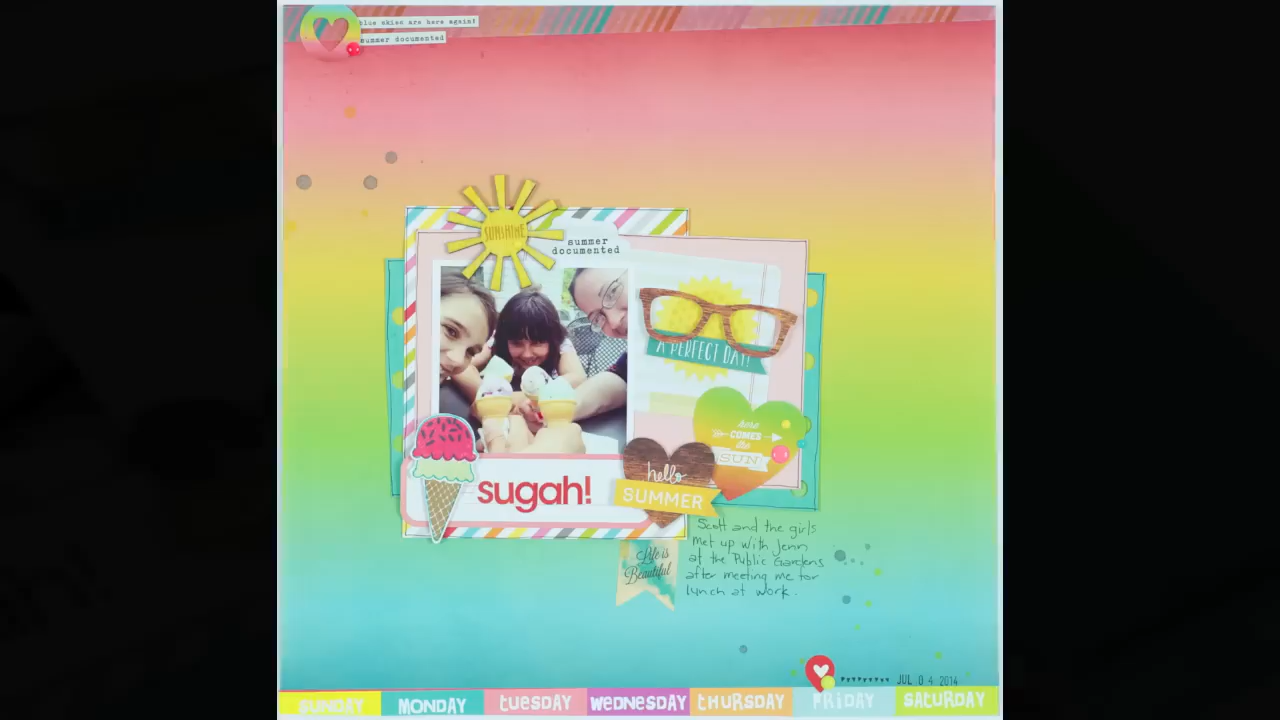 blue skies are here again!
summer documented
SUNSHINE
summer
documented
A PERFECT DAY!
here
COMES
the
SUN
sugah!
hello
SUMMER
Life is
Beautiful
Scott and the girls
met up with Jenn
at the Public Gardens
after meeting me for
lunch at work.
JUL 04 2014
SUNDAY MONDAY TUESDAY WEDNESDAY THURSDAY FRIDAY SATURDAY